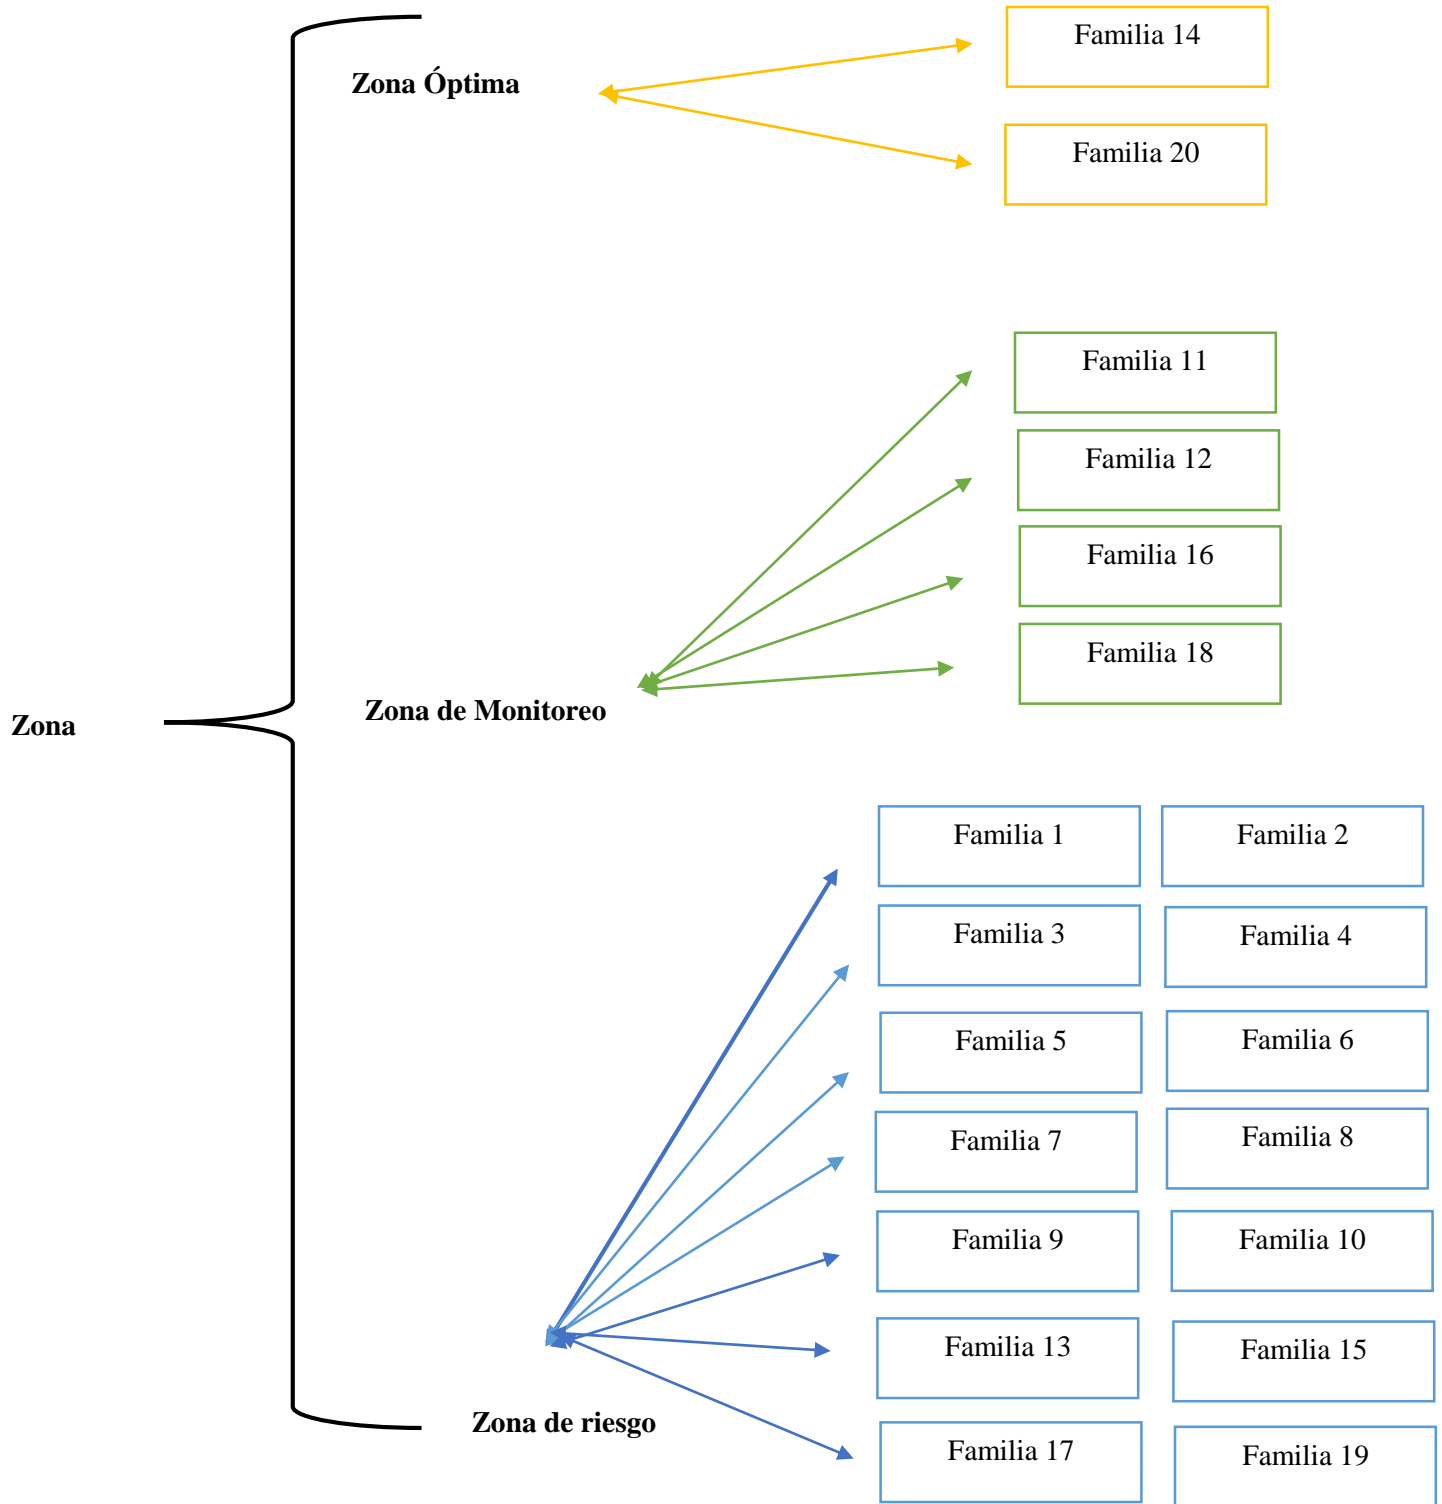 Zona
Zona Óptima
Familia 14
Familia 20
Zona de Monitoreo
Familia 11
Familia 12
Familia 16
Familia 18
Zona de riesgo
Familia 1
Familia 2
Familia 3
Familia 4
Familia 5
Familia 6
Familia 7
Familia 8
Familia 9
Familia 10
Familia 13
Familia 15
Familia 17
Familia 19